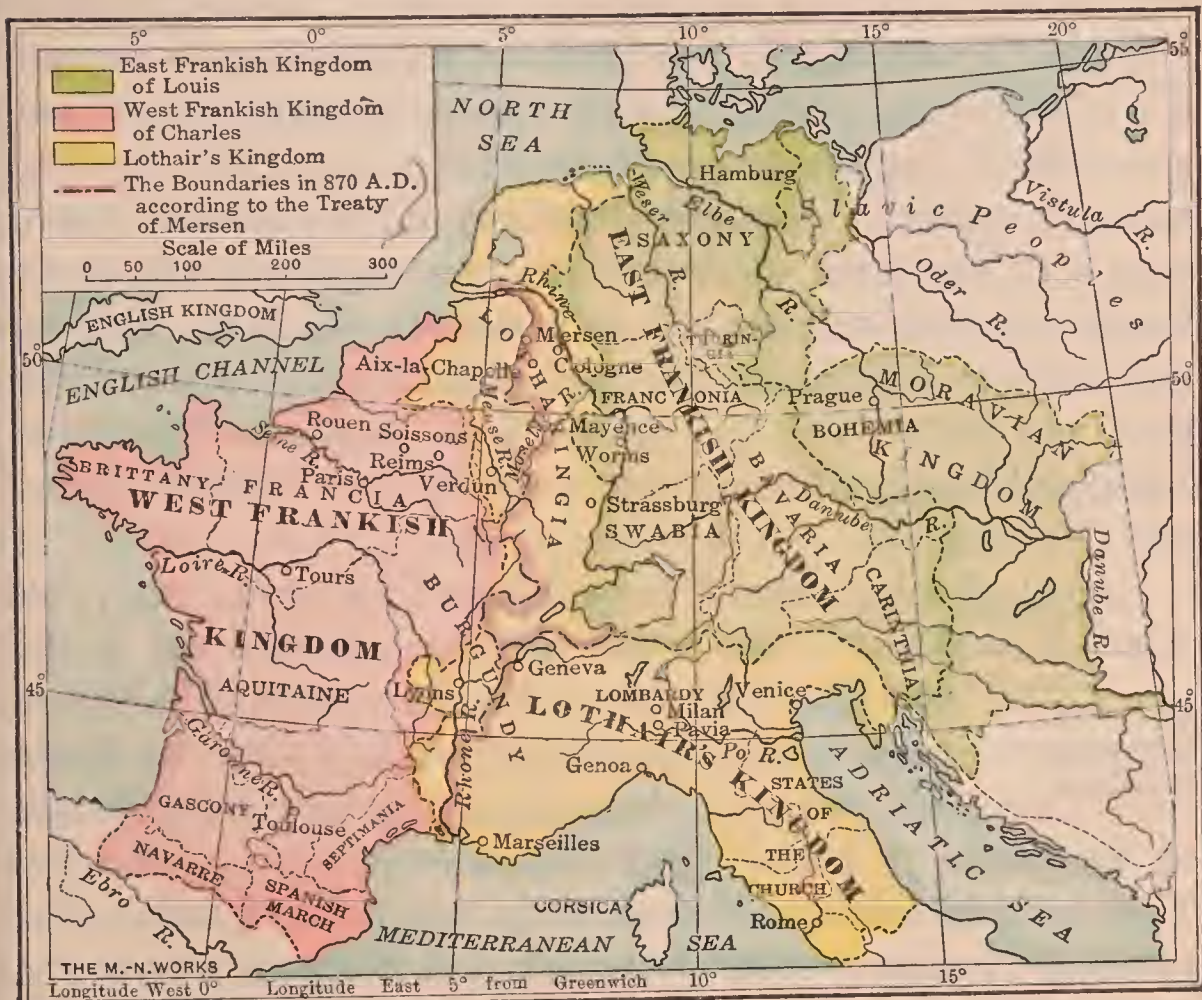 5° 0° 5° 10° 15° 20° 55
East Frankish Kingdom
of Louis
West Frankish Kingdom
of Charles
Lothair's Kingdom
The Boundaries in 870 A.D.
according to the Treaty
of Mersen
Scale of Miles
0 50 100 200 300
NORTH
SEA
Hamburg
Weser
R.
Elbe
R.
SAXONY
Slavic Peoples
Vistula
R.
Oder
R.
ENGLISH KINGDOM
ENGLISH CHANNEL
50
50
Rhine
Mersen
Aix-la-Chapelle
Cologne
LOTHARINGIA
EAST FRANKISH KINGDOM
THURIN-
GIA
FRANCONIA
Prague
MORAVIAN
KINGDOM
BOHEMIA
Meuse R.
Mosel
Mayence
Worms
Rouen
Soissons
Seine R.
Reims
Paris
Verdun
BRITTANY
FRANCIA
WEST FRANKISH
Strassburg
SWABIA
BAVARIA
Danube
R.
Danube R.
CARINTHIA
Loire R.
Tours
BURGUNDY
KINGDOM
AQUITAINE
45
Lyons
Geneva
LOTHAIR'S KINGDOM
LOMBARDY
Milan
Pavia
Venice
Po R.
Genoa
Rhone R.
Garonne R.
GASCONY
Toulouse
SEPTIMANIA
Marseilles
STATES
OF
THE
CHURCH
Rome
ADRIATIC SEA
NAVARRE
SPANISH
MARCH
Ebro
R.
CORSICA
MEDITERRANEAN SEA
THE M.-N. WORKS
Longitude West 0° Longitude East 5° from Greenwich 10° 15°